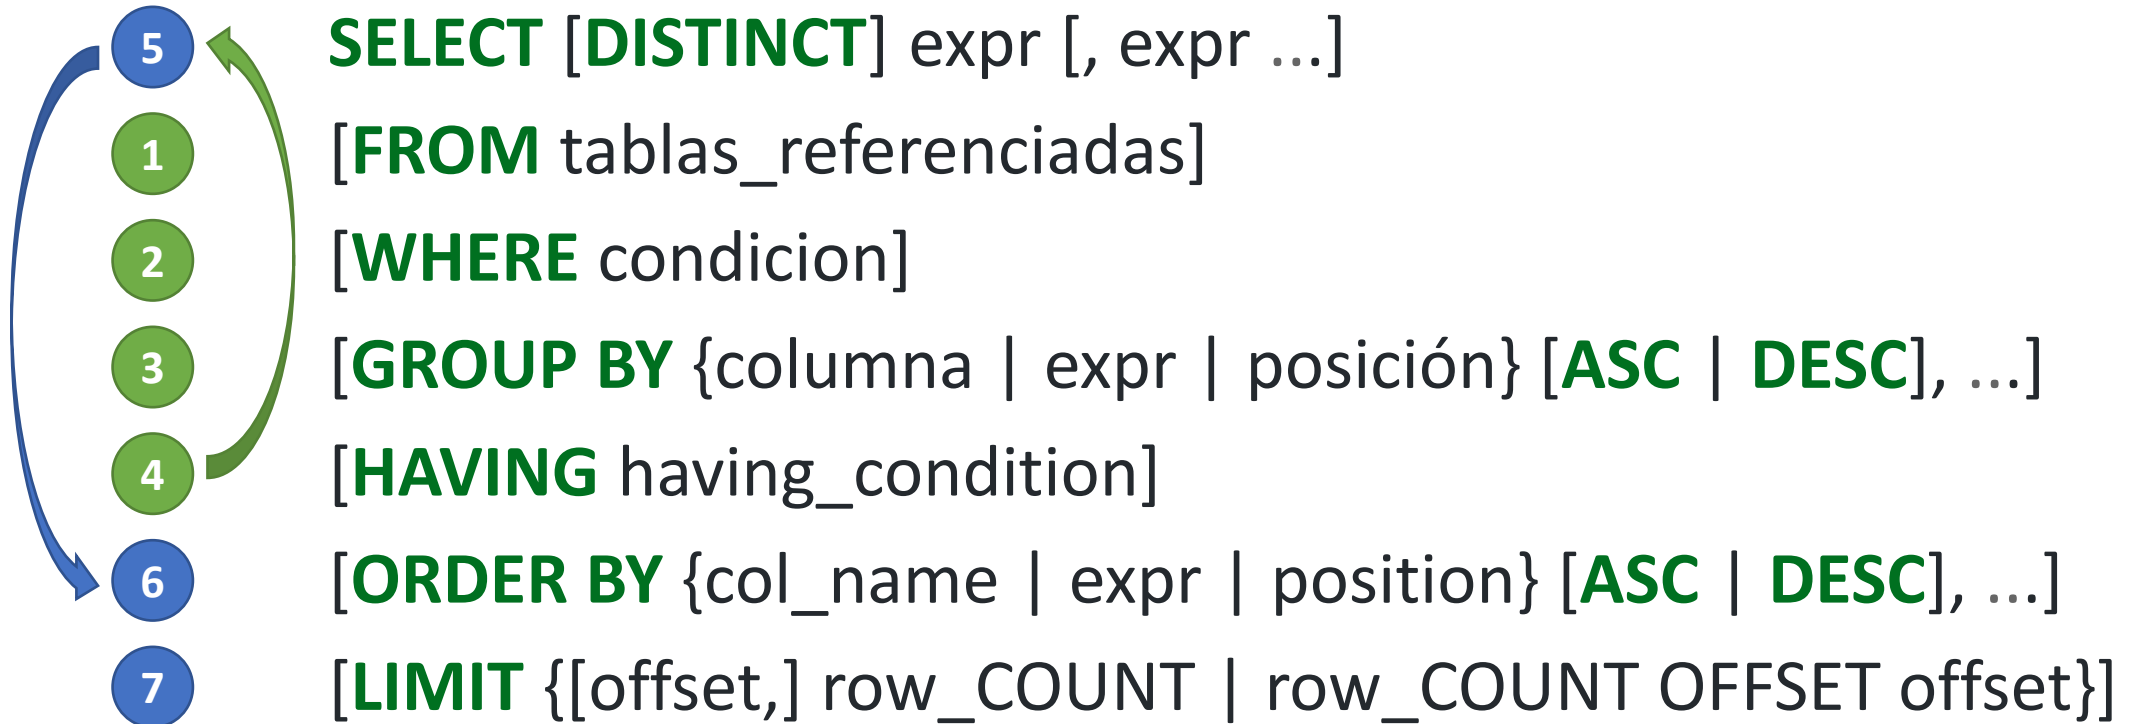 5 SELECT [DISTINCT] expr [, expr ...]
1 [FROM tablas_referenciadas]
2 [WHERE condicion]
3 [GROUP BY {columna | expr | posición} [ASC | DESC], ...]
4 [HAVING having_condition]
6 [ORDER BY {col_name | expr | position} [ASC | DESC], ...]
7 [LIMIT {[offset,] row_COUNT | row_COUNT OFFSET offset}]